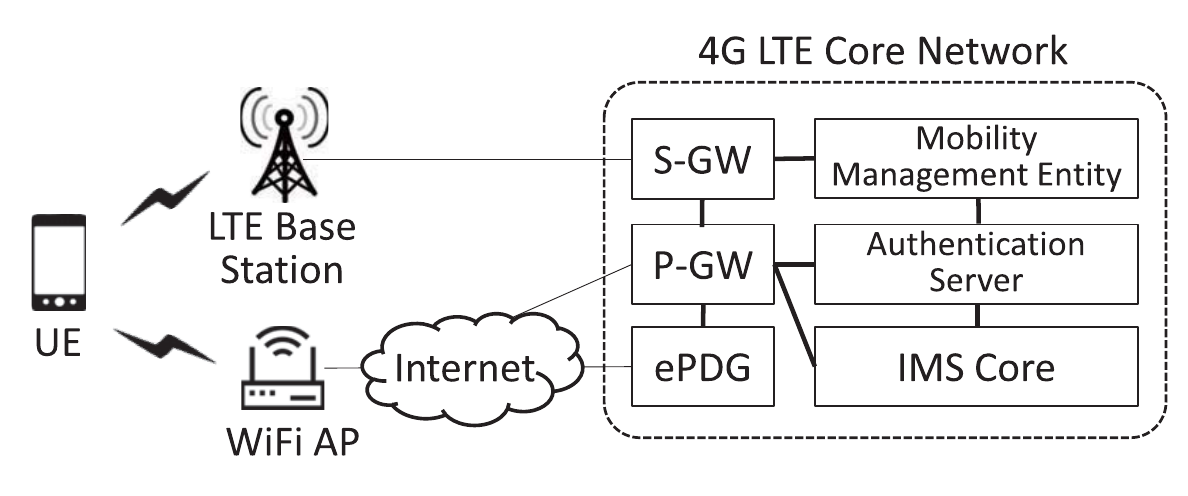 4G LTE Core Network
S-GW
Mobility
Management Entity
LTE Base
Station
P-GW
Authentication
Server
UE
Internet
ePDG
IMS Core
WiFi AP